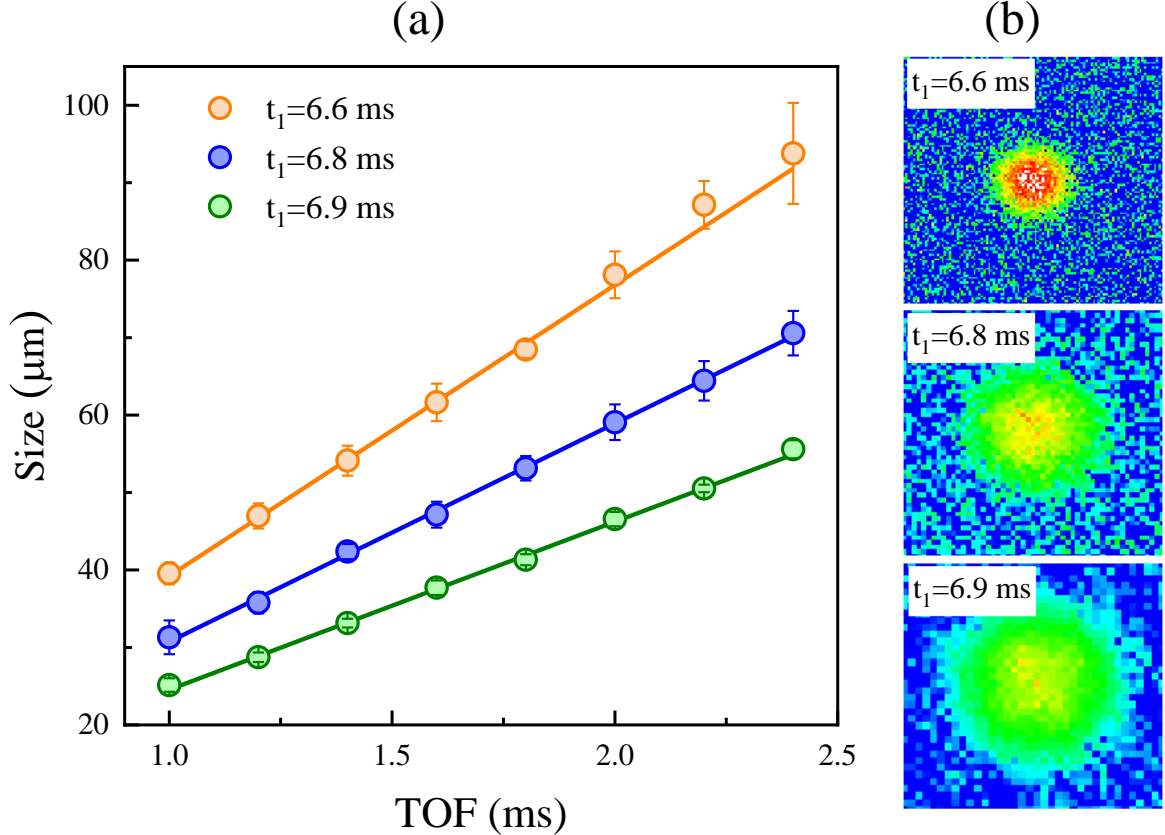 (a)
(b)
t₁=6.6 ms
t₁=6.8 ms
t₁=6.9 ms
100
80
60
40
20
Size (μm)
1.0
1.5
2.0
2.5
TOF (ms)
t₁=6.6 ms
t₁=6.8 ms
t₁=6.9 ms